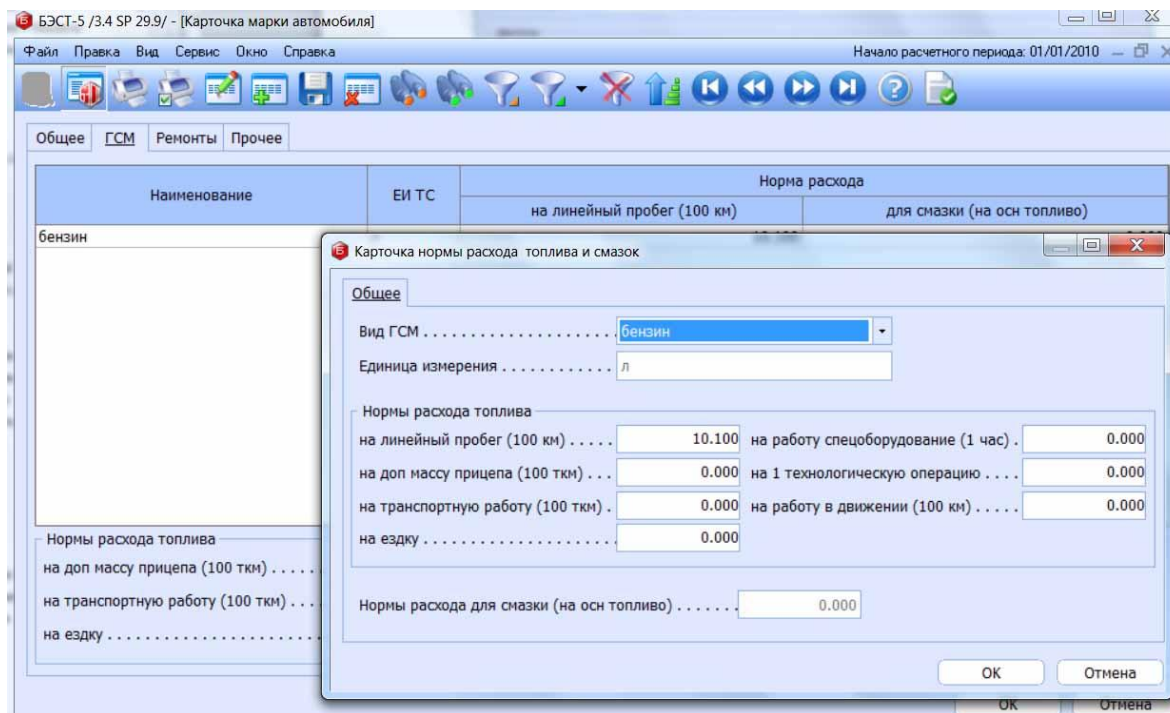 БЭСТ-5 /3.4 SP 29.9/ - [Карточка марки автомобиля]
Файл Правка Вид Сервис Окно Справка Начало расчетного периода: 01/01/2010
Общее ГСМ Ремонты Прочее
Наименование ЕИ ТС Норма расхода
на линейный пробег (100 км) для смазки (на осн топливо)
бензин
Карточка нормы расхода топлива и смазок
Общее
Вид ГСМ . . . . . . . . . . . . . . . . . . . . бензин
Единица измерения . . . . . . . . . . . . л
Нормы расхода топлива
на линейный пробег (100 км) . . . . . 10.100 на работу спецоборудование (1 час) . 0.000
на доп массу прицепа (100 ткм) . . . 0.000 на 1 технологическую операцию . . . . 0.000
на транспортную работу (100 ткм) . 0.000 на работу в движении (100 км) . . . . . 0.000
на ездку . . . . . . . . . . . . . . . . . . . . 0.000
Нормы расхода для смазки (на осн топливо) . . . . . . . 0.000
ОК Отмена
Нормы расхода топлива
на доп массу прицепа (100 ткм) . . . . .
на транспортную работу (100 ткм) . . .
на ездку . . . . . . . . . . . . . . . . . . . . . .
ОК Отмена